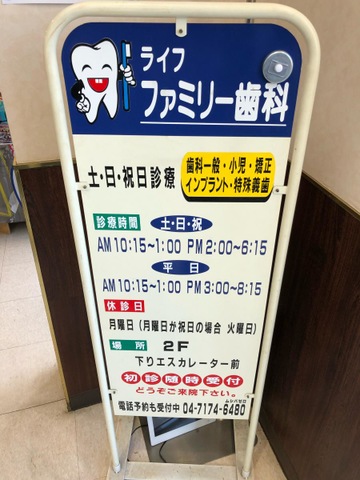 ライフ
ファミリー歯科
土・日・祝日診療
歯科一般・小児・矯正
インプラント・特殊義歯
診療時間 土・日・祝
AM10:15~1:00 PM2:00~6:15
平日
AM10:15~1:00 PM3:00~8:15
休診日
月曜日(月曜日が祝日の場合 火曜日)
場所 2F
下りエスカレーター前
初診随時受付
どうぞご来院下さい。
ムシバゼロ
電話予約も受付中 04-7174-6480